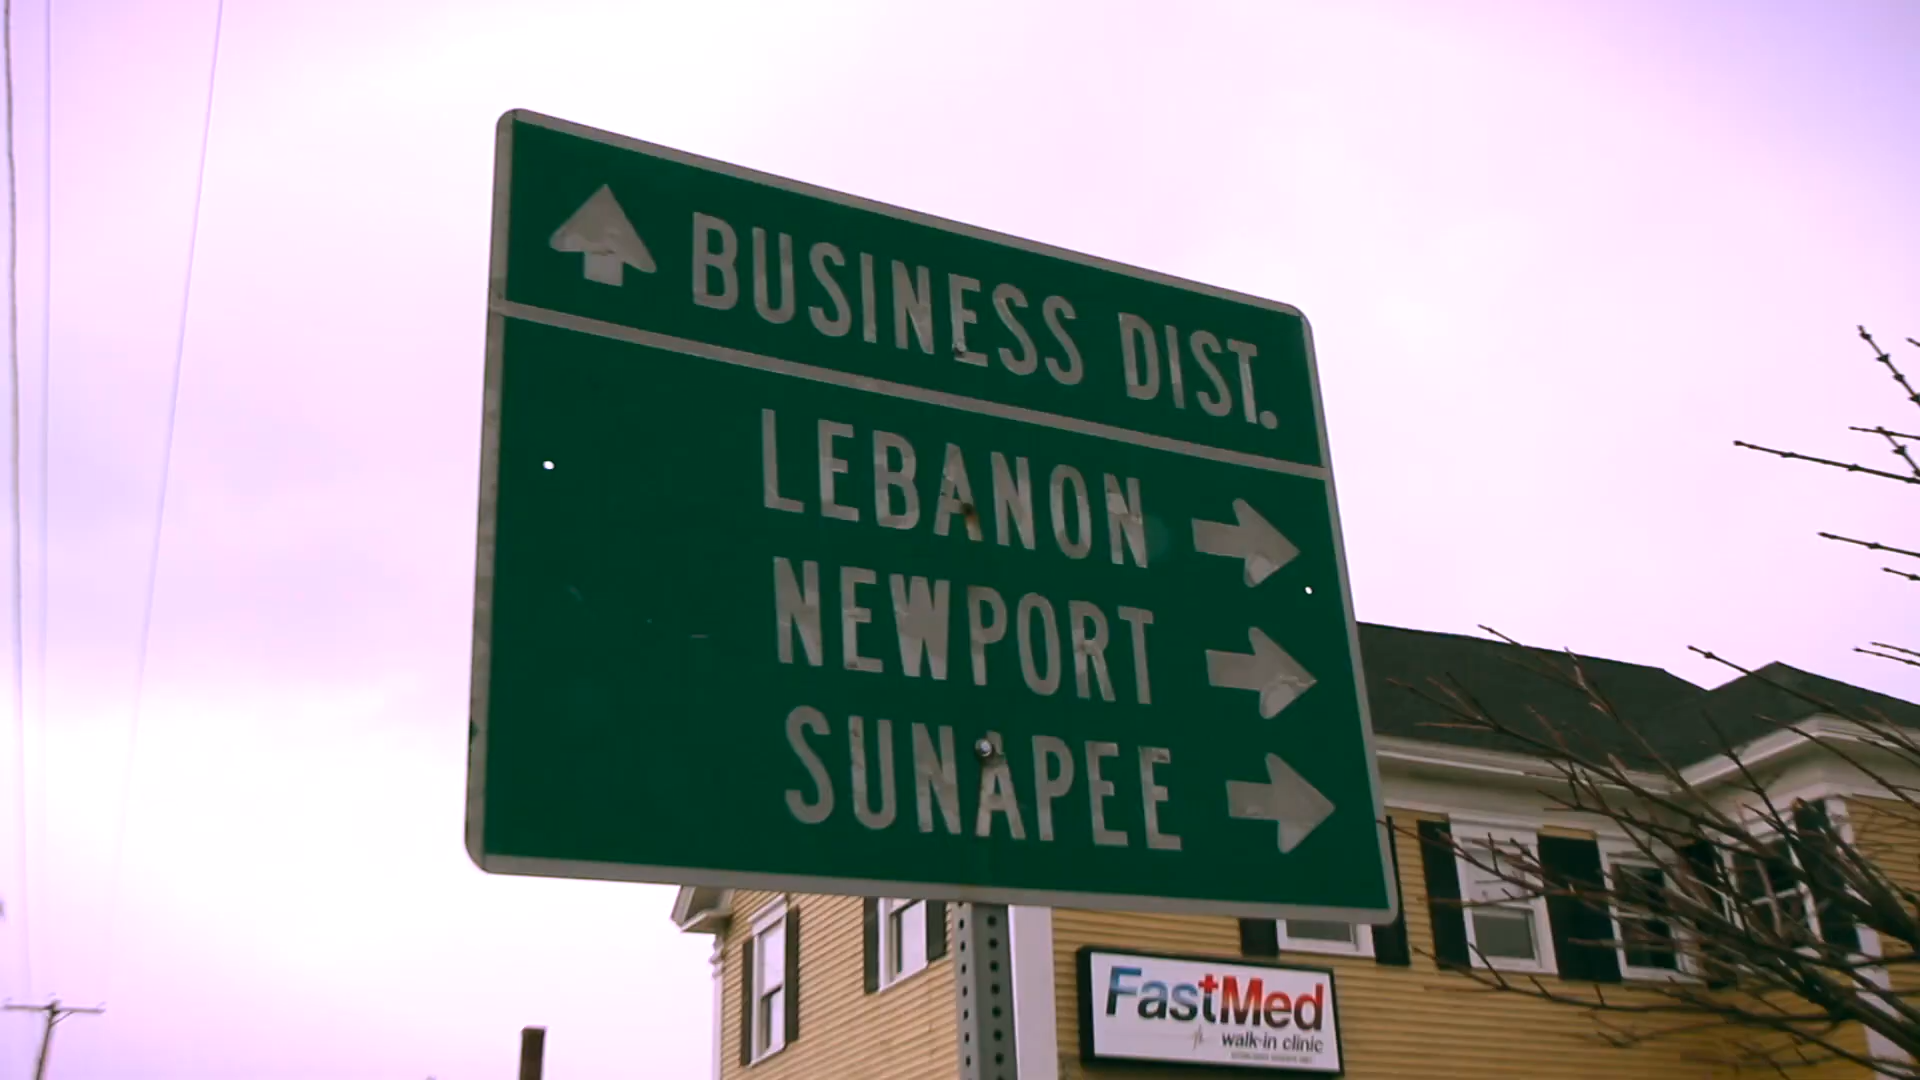 BUSINESS DIST.
LEBANON
NEWPORT
SUNAPEE
FastMed
walk-in clinic